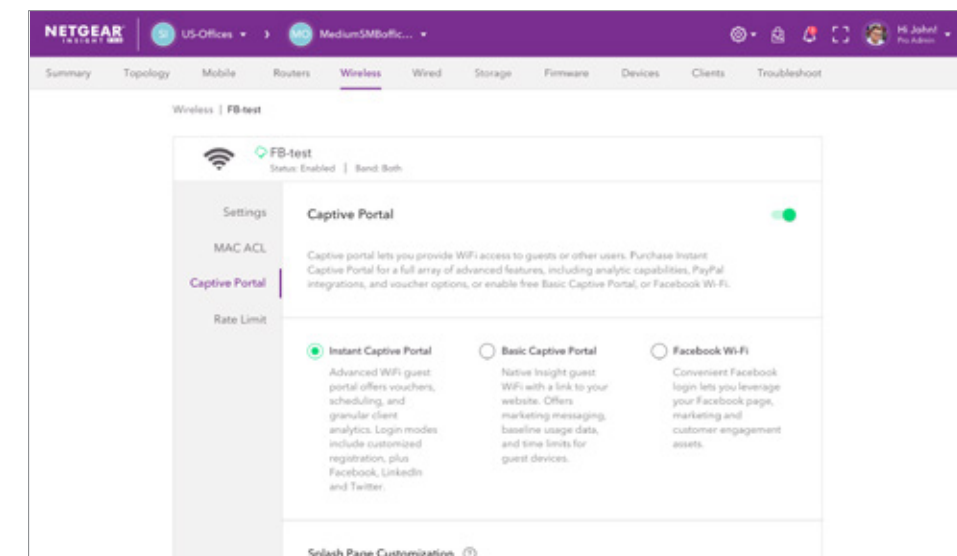 NETGEAR
INSIGHT
SI US-Offices › MO MediumSMBoffic...
Hi John!
Pro Admin
Summary Topology Mobile Routers Wireless Wired Storage Firmware Devices Clients Troubleshoot
Wireless | FB-test
FB-test
Status: Enabled | Band: Both
Settings
MAC ACL
Captive Portal
Rate Limit
Captive Portal
Captive portal lets you provide WiFi access to guests or other users. Purchase Instant
Captive Portal for a full array of advanced features, including analytic capabilities, PayPal
integrations, and voucher options, or enable free Basic Captive Portal, or Facebook Wi-Fi.
Instant Captive Portal
Advanced WiFi guest
portal offers vouchers,
scheduling, and
granular client
analytics. Login modes
include customized
registration, plus
Facebook, LinkedIn
and Twitter.
Basic Captive Portal
Native Insight guest
WiFi with a link to your
website. Offers
marketing messaging,
baseline usage data,
and time limits for
guest devices.
Facebook Wi-Fi
Convenient Facebook
login lets you leverage
your Facebook page,
marketing and
customer engagement
assets.
Splash Page Customization ?